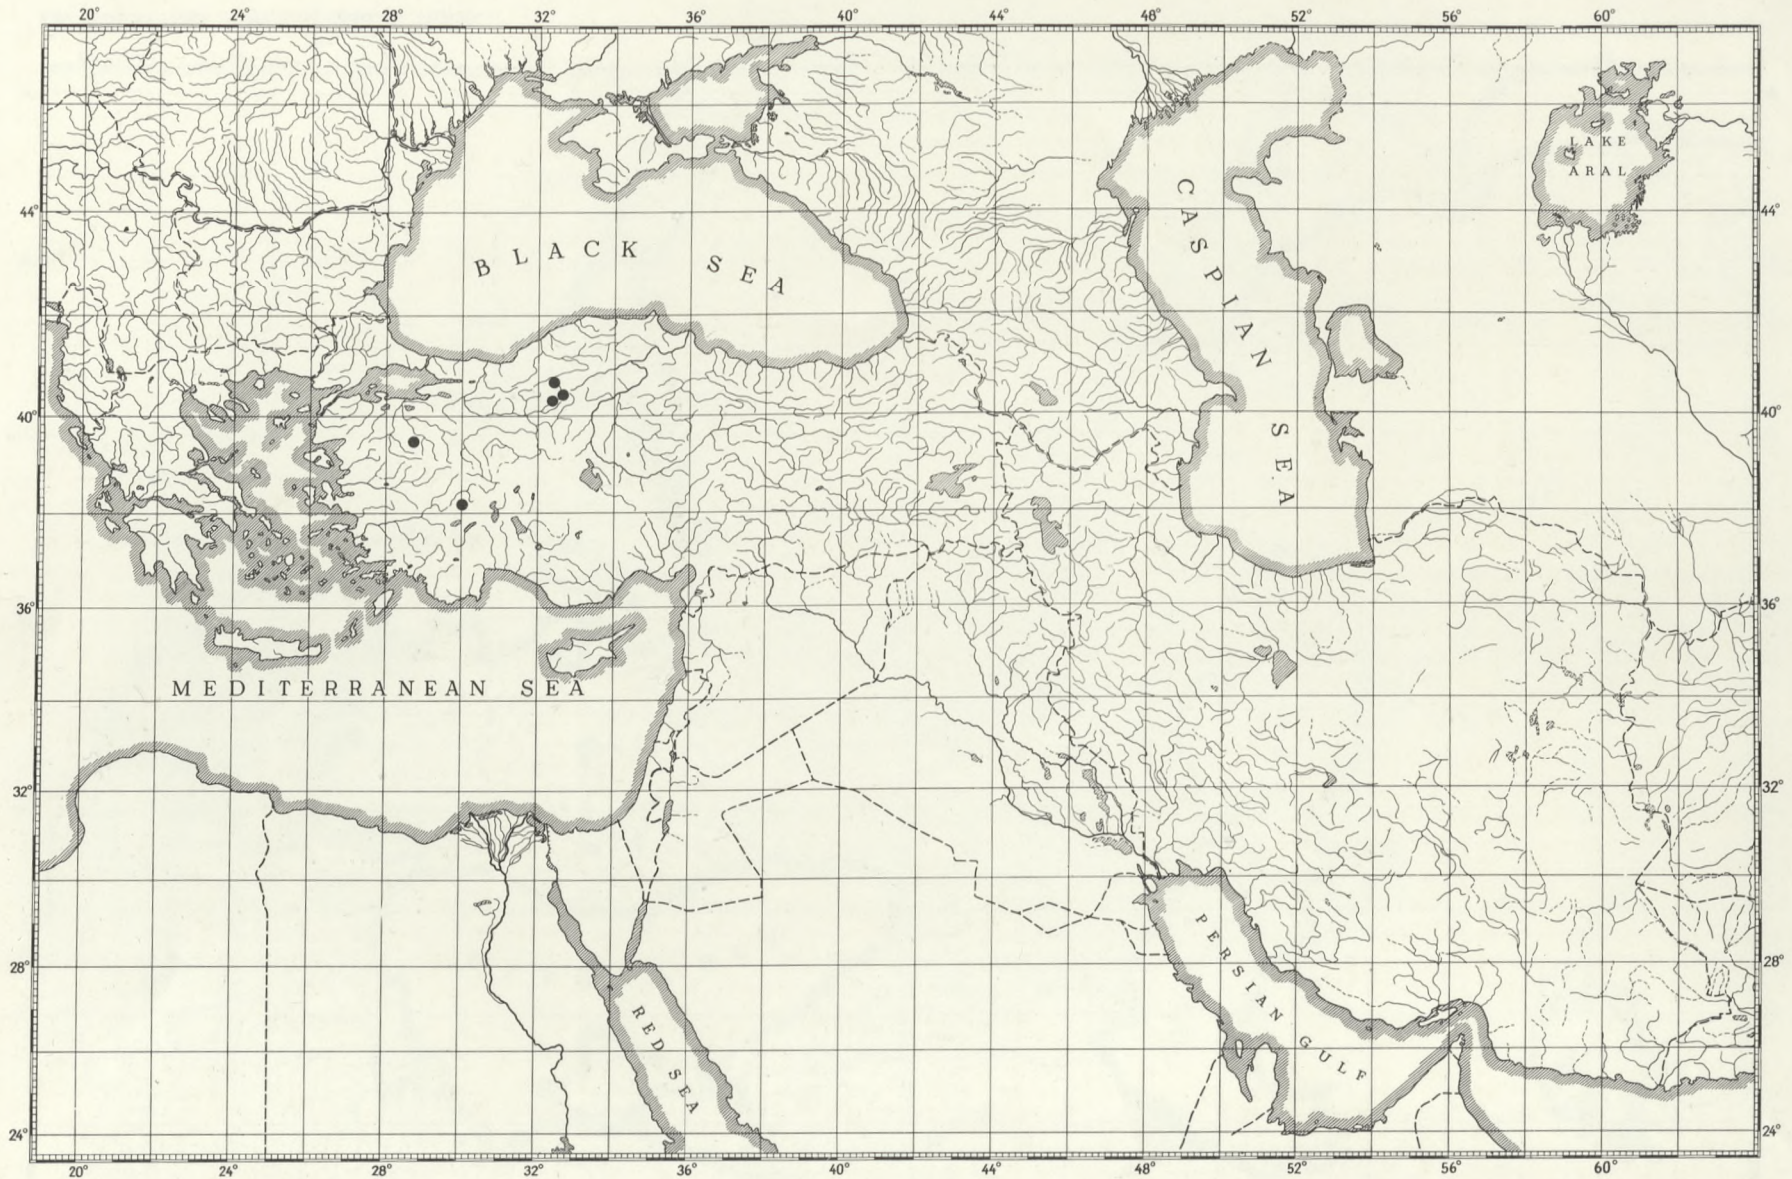 20° 24° 28° 32° 36° 40° 44° 48° 52° 56° 60°
LAKE
ARAL
44° 44°
CASPIAN SEA
BLACK SEA
40° 40°
36° 36°
MEDITERRANEAN SEA
32° 32°
PERSIAN GULF
28° 28°
RED SEA
24° 24°
20° 24° 28° 32° 36° 40° 44° 48° 52° 56° 60°